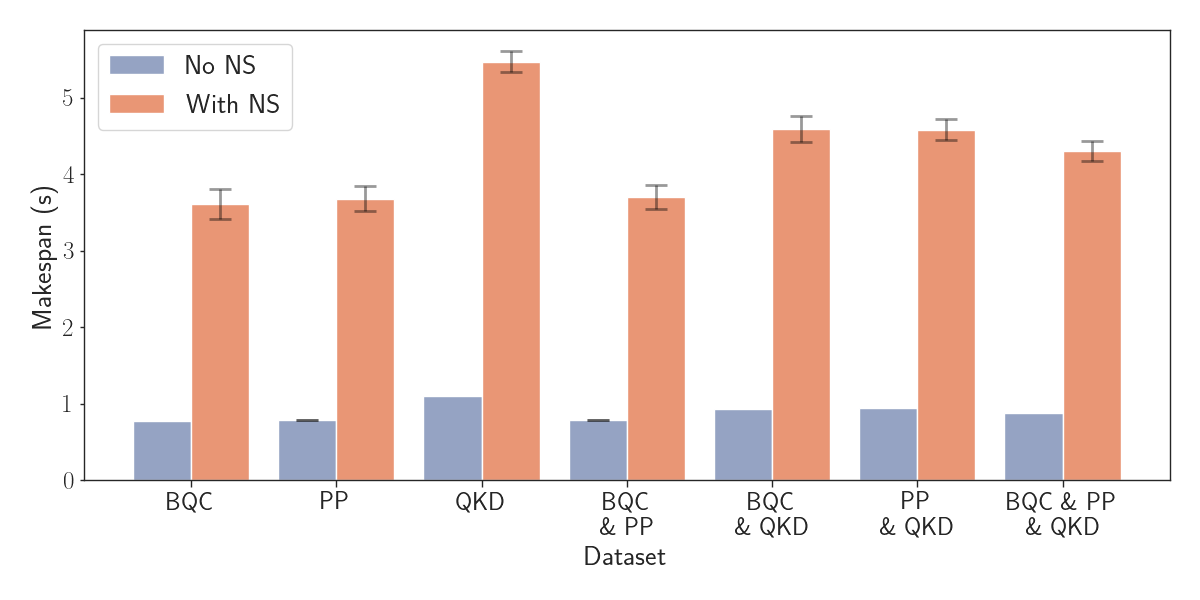 No NS
With NS
Makespan (s)
5
4
3
2
1
0
BQC
PP
QKD
BQC
& PP
BQC
& QKD
PP
& QKD
BQC & PP
& QKD
Dataset